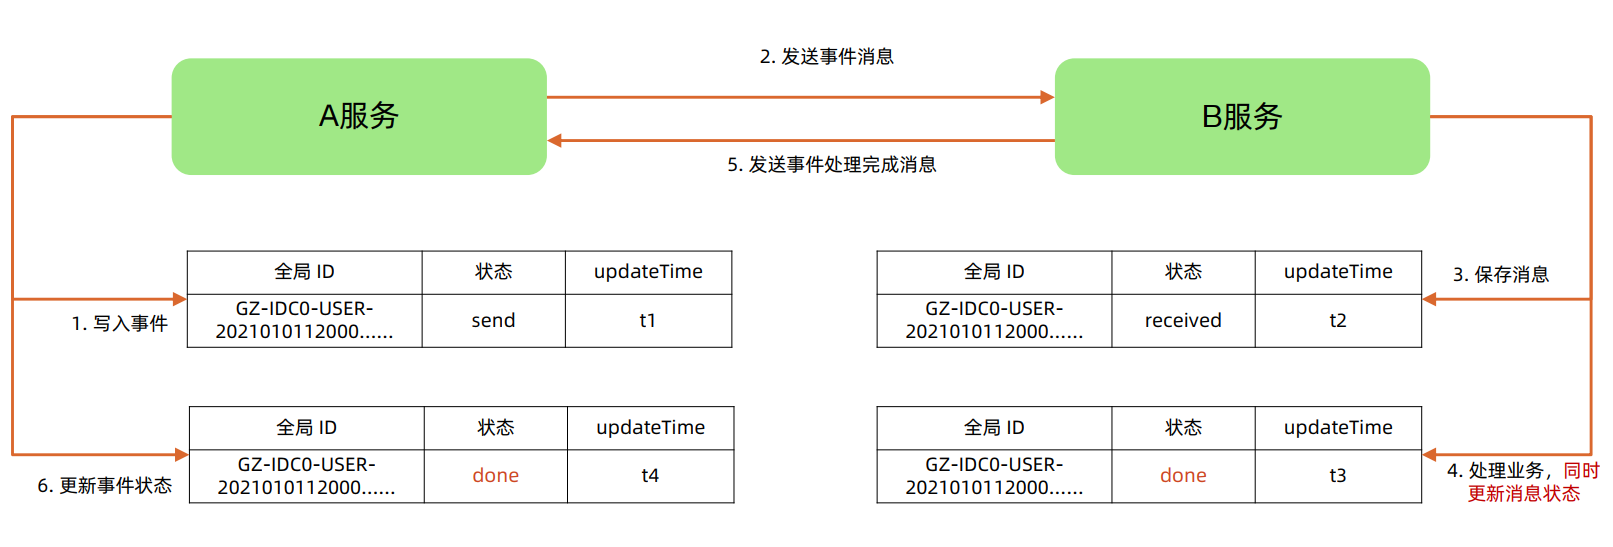 2. 发送事件消息
A服务
B服务
5. 发送事件处理完成消息
全局 ID 状态 updateTime
GZ-IDC0-USER-
2021010112000...... send t1
1. 写入事件
全局 ID 状态 updateTime
GZ-IDC0-USER-
2021010112000...... received t2
3. 保存消息
全局 ID 状态 updateTime
GZ-IDC0-USER-
2021010112000...... done t4
6. 更新事件状态
全局 ID 状态 updateTime
GZ-IDC0-USER-
2021010112000...... done t3
4. 处理业务，同时
更新消息状态